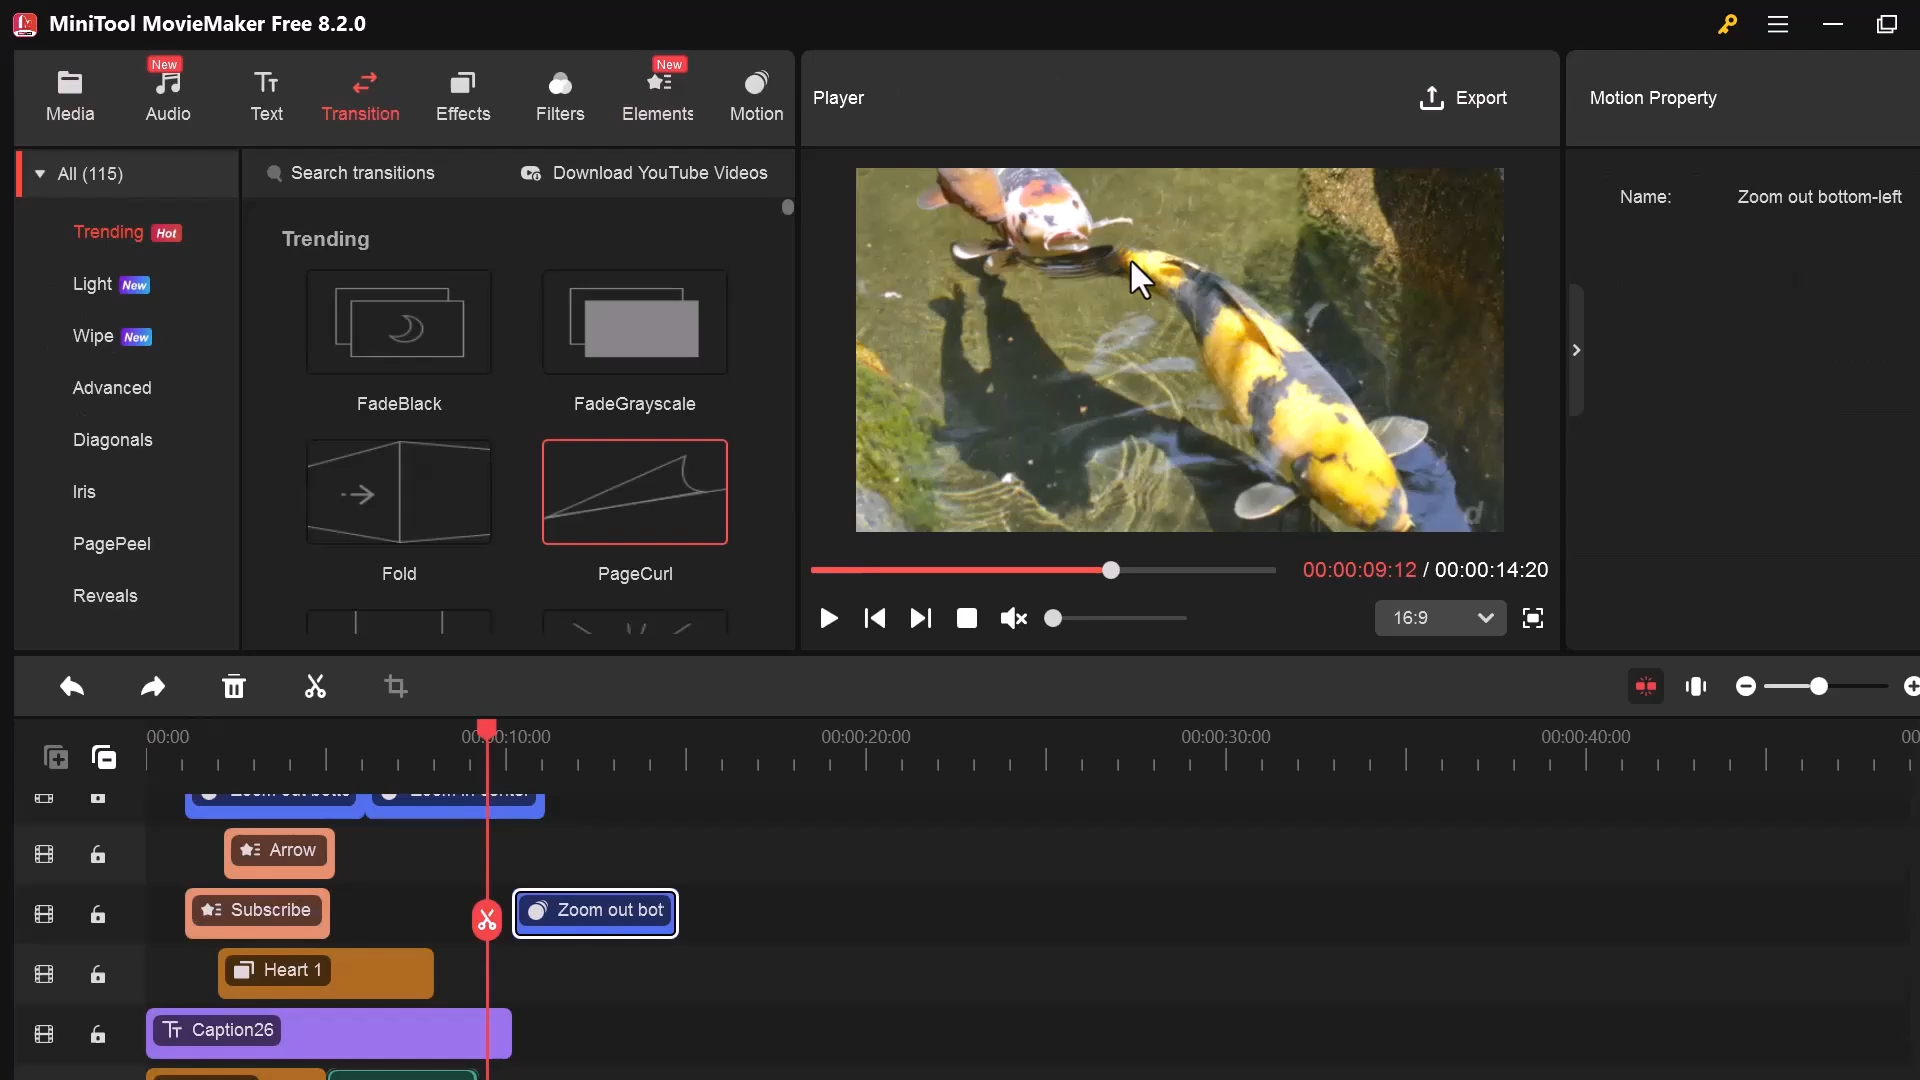 MiniTool MovieMaker Free 8.2.0
Media
New
Audio
Text
Transition
Effects
Filters
New
Elements
Motion
Player
Export
Motion Property
All (115)
Search transitions
Download YouTube Videos
Name:
Zoom out bottom-left
Trending Hot
Light New
Wipe New
Advanced
Diagonals
Iris
PagePeel
Reveals
Trending
FadeBlack
FadeGrayscale
Fold
PageCurl
d
00:00:09:12 / 00:00:14:20
16:9
00:00
00:00:10:00
00:00:20:00
00:00:30:00
00:00:40:00
00
Zoom in center
Arrow
Subscribe
Zoom out bot
Heart 1
Caption26